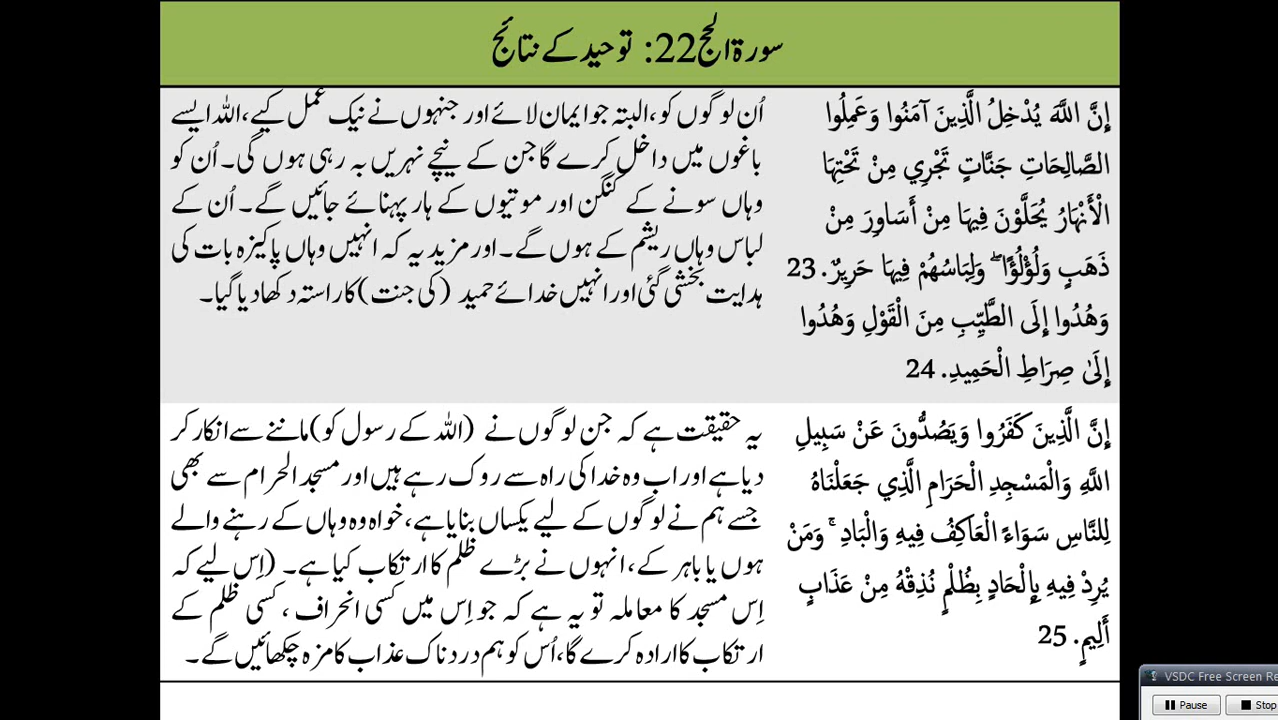 سورۃ الحج 22: توحید کے نتائج
إِنَّ اللَّهَ يُدْخِلُ الَّذِينَ آمَنُوا وَعَمِلُوا
الصَّالِحَاتِ جَنَّاتٍ تَجْرِي مِنْ تَحْتِهَا
الْأَنْهَارُ يُحَلَّوْنَ فِيهَا مِنْ أَسَاوِرَ مِنْ
ذَهَبٍ وَلُؤْلُؤًا ۖ وَلِبَاسُهُمْ فِيهَا حَرِيرٌ. 23
وَهُدُوا إِلَى الطَّيِّبِ مِنَ الْقَوْلِ وَهُدُوا
إِلَىٰ صِرَاطِ الْحَمِيدِ. 24
اُن لوگوں کو، البتہ جو ایمان لائے اور جنہوں نے نیک عمل کیے، اللہ ایسے
باغوں میں داخل کرے گا جن کے نیچے نہریں بہ رہی ہوں گی۔ اُن کو
وہاں سونے کے کنگن اور موتیوں کے ہار پہنائے جائیں گے۔ اُن کے
لباس وہاں ریشم کے ہوں گے۔ اور مزید یہ کہ انہیں وہاں پاکیزہ بات کی
ہدایت بخشی گئی اور انہیں خدائے حمید (کی جنت) کا راستہ دکھا دیا گیا۔
إِنَّ الَّذِينَ كَفَرُوا وَيَصُدُّونَ عَنْ سَبِيلِ
اللَّهِ وَالْمَسْجِدِ الْحَرَامِ الَّذِي جَعَلْنَاهُ
لِلنَّاسِ سَوَاءً الْعَاكِفُ فِيهِ وَالْبَادِ ۚ وَمَنْ
يُرِدْ فِيهِ بِإِلْحَادٍ بِظُلْمٍ نُذِقْهُ مِنْ عَذَابٍ
أَلِيمٍ. 25
یہ حقیقت ہے کہ جن لوگوں نے (اللہ کے رسول کو) ماننے سے انکار کر
دیا ہے اور اب وہ خدا کی راہ سے روک رہے ہیں اور مسجد الحرام سے بھی
جسے ہم نے لوگوں کے لیے یکساں بنایا ہے، خواہ وہ وہاں کے رہنے والے
ہوں یا باہر کے، انہوں نے بڑے ظلم کا ارتکاب کیا ہے۔ (اِس لیے کہ
اِس مسجد کا معاملہ تو یہ ہے کہ جو اِس میں کسی انحراف، کسی ظلم کے
ارتکاب کا ارادہ کرے گا، اُس کو ہم دردناک عذاب کا مزہ چکھائیں گے۔
VSDC Free Screen Re
Pause
Stop